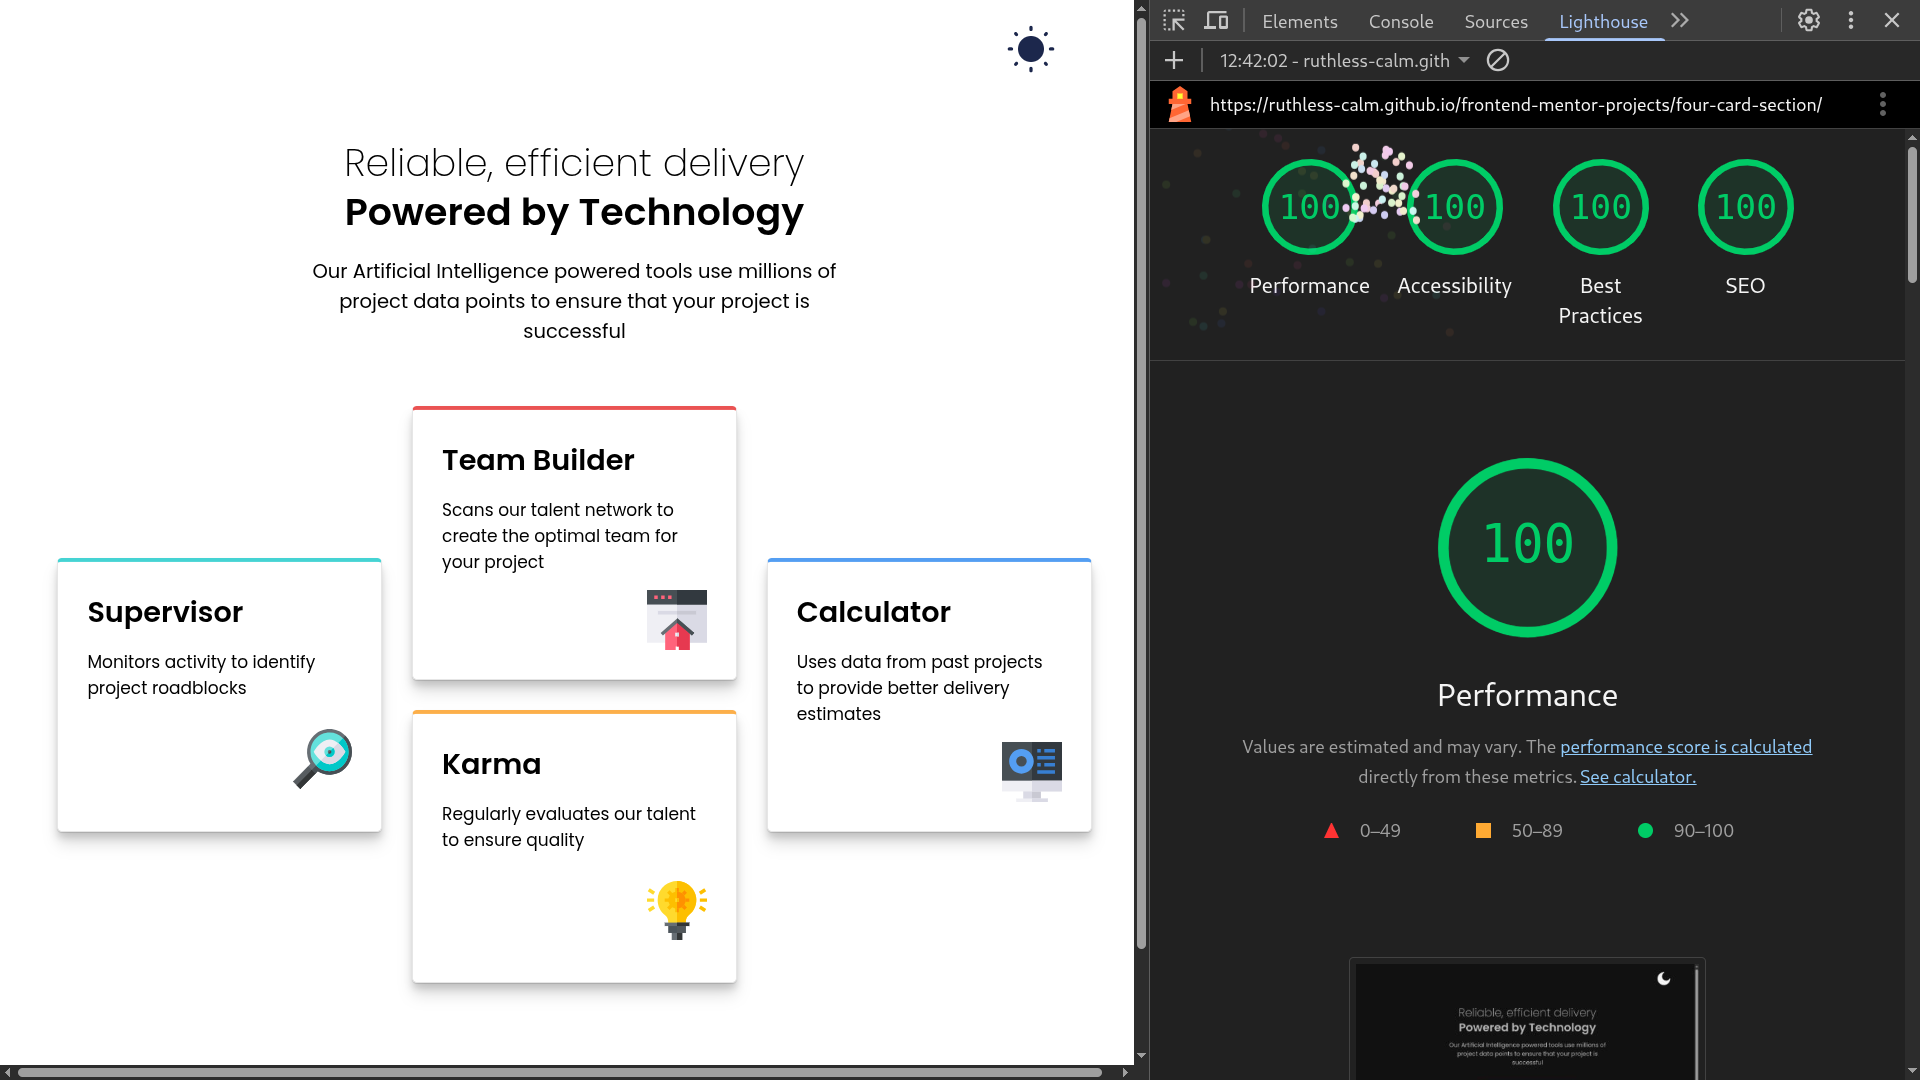 Reliable, efficient delivery
Powered by Technology
Our Artificial Intelligence powered tools use millions of
project data points to ensure that your project is
successful
Team Builder
Scans our talent network to
create the optimal team for
your project
Supervisor
Monitors activity to identify
project roadblocks
Calculator
Uses data from past projects
to provide better delivery
estimates
Karma
Regularly evaluates our talent
to ensure quality
Elements
Console
Sources
Lighthouse
12:42:02 - ruthless-calm.gith
https://ruthless-calm.github.io/frontend-mentor-projects/four-card-section/
100
100
100
100
Performance
Accessibility
Best
Practices
SEO
100
Performance
Values are estimated and may vary. The performance score is calculated
directly from these metrics. See calculator.
0–49
50–89
90–100
Reliable, efficient delivery
Powered by Technology
Our Artificial Intelligence powered tools use millions of
project data points to ensure that your project is
successful